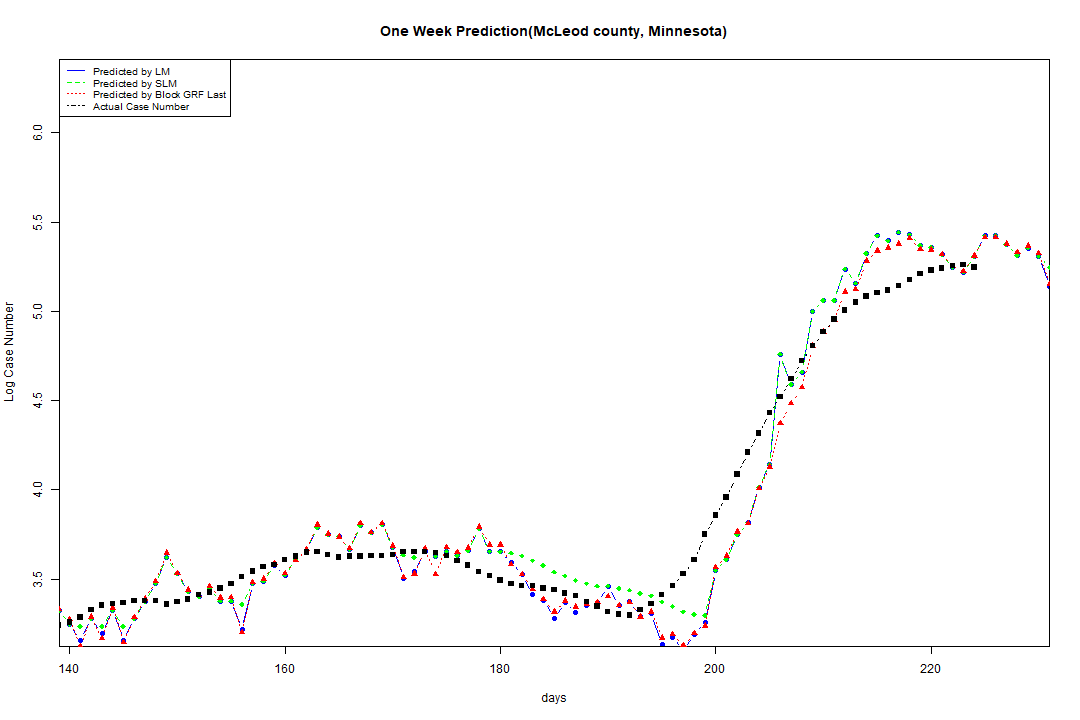 One Week Prediction(McLeod county, Minnesota)
Predicted by LM
Predicted by SLM
Predicted by Block GRF Last
Actual Case Number
6.0
5.5
5.0
4.5
4.0
3.5
Log Case Number
140 160 180 200 220
days